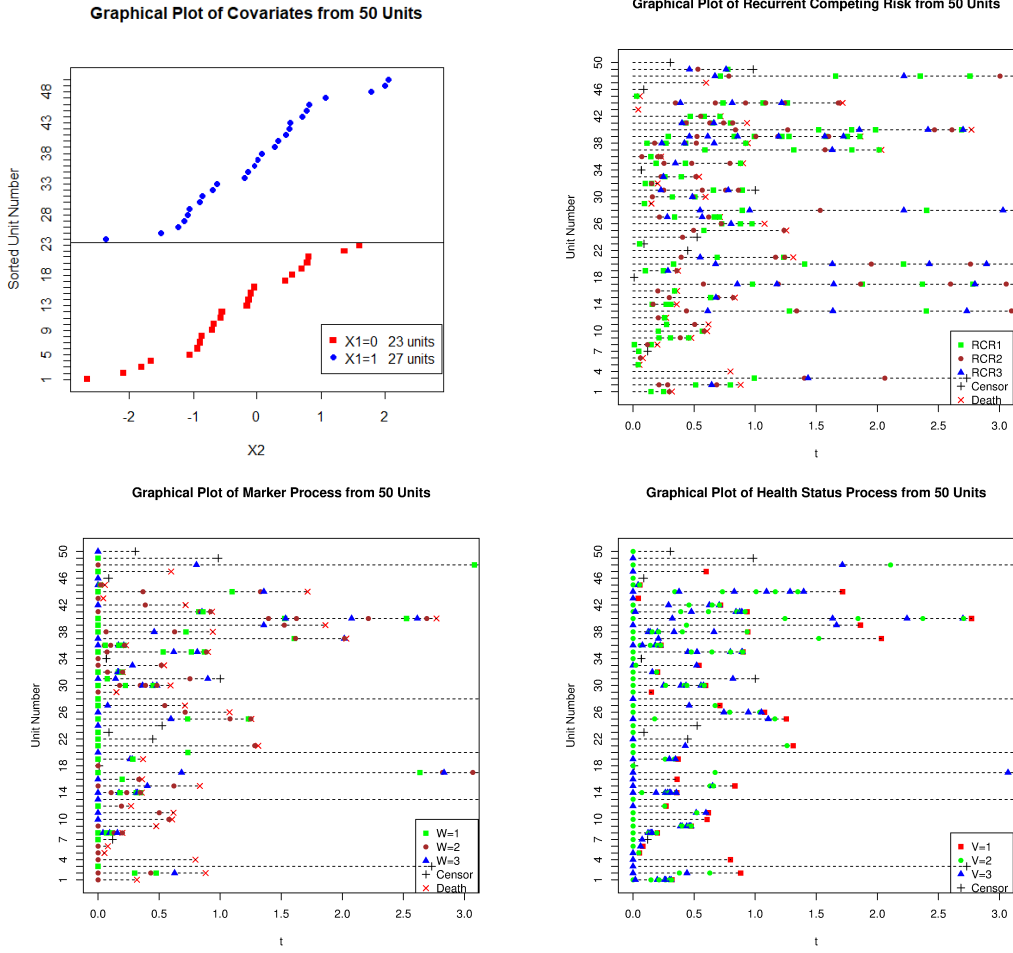 Graphical Plot of Covariates from 50 Units
Sorted Unit Number
48
43
38
33
28
23
18
13
9
5
1
X1=0 23 units
X1=1 27 units
-2
-1
0
1
2
X2
Graphical Plot of Recurrent Competing Risk from 50 Units
Unit Number
50
46
42
38
34
30
26
22
18
14
10
7
4
1
RCR1
RCR2
RCR3
Censor
Death
0.0
0.5
1.0
1.5
2.0
2.5
3.0
t
Graphical Plot of Marker Process from 50 Units
Unit Number
50
46
42
38
34
30
26
22
18
14
10
7
4
1
W=1
W=2
W=3
Censor
Death
0.0
0.5
1.0
1.5
2.0
2.5
3.0
t
Graphical Plot of Health Status Process from 50 Units
Unit Number
50
46
42
38
34
30
26
22
18
14
10
7
4
1
V=1
V=2
V=3
Censor
0.0
0.5
1.0
1.5
2.0
2.5
3.0
t